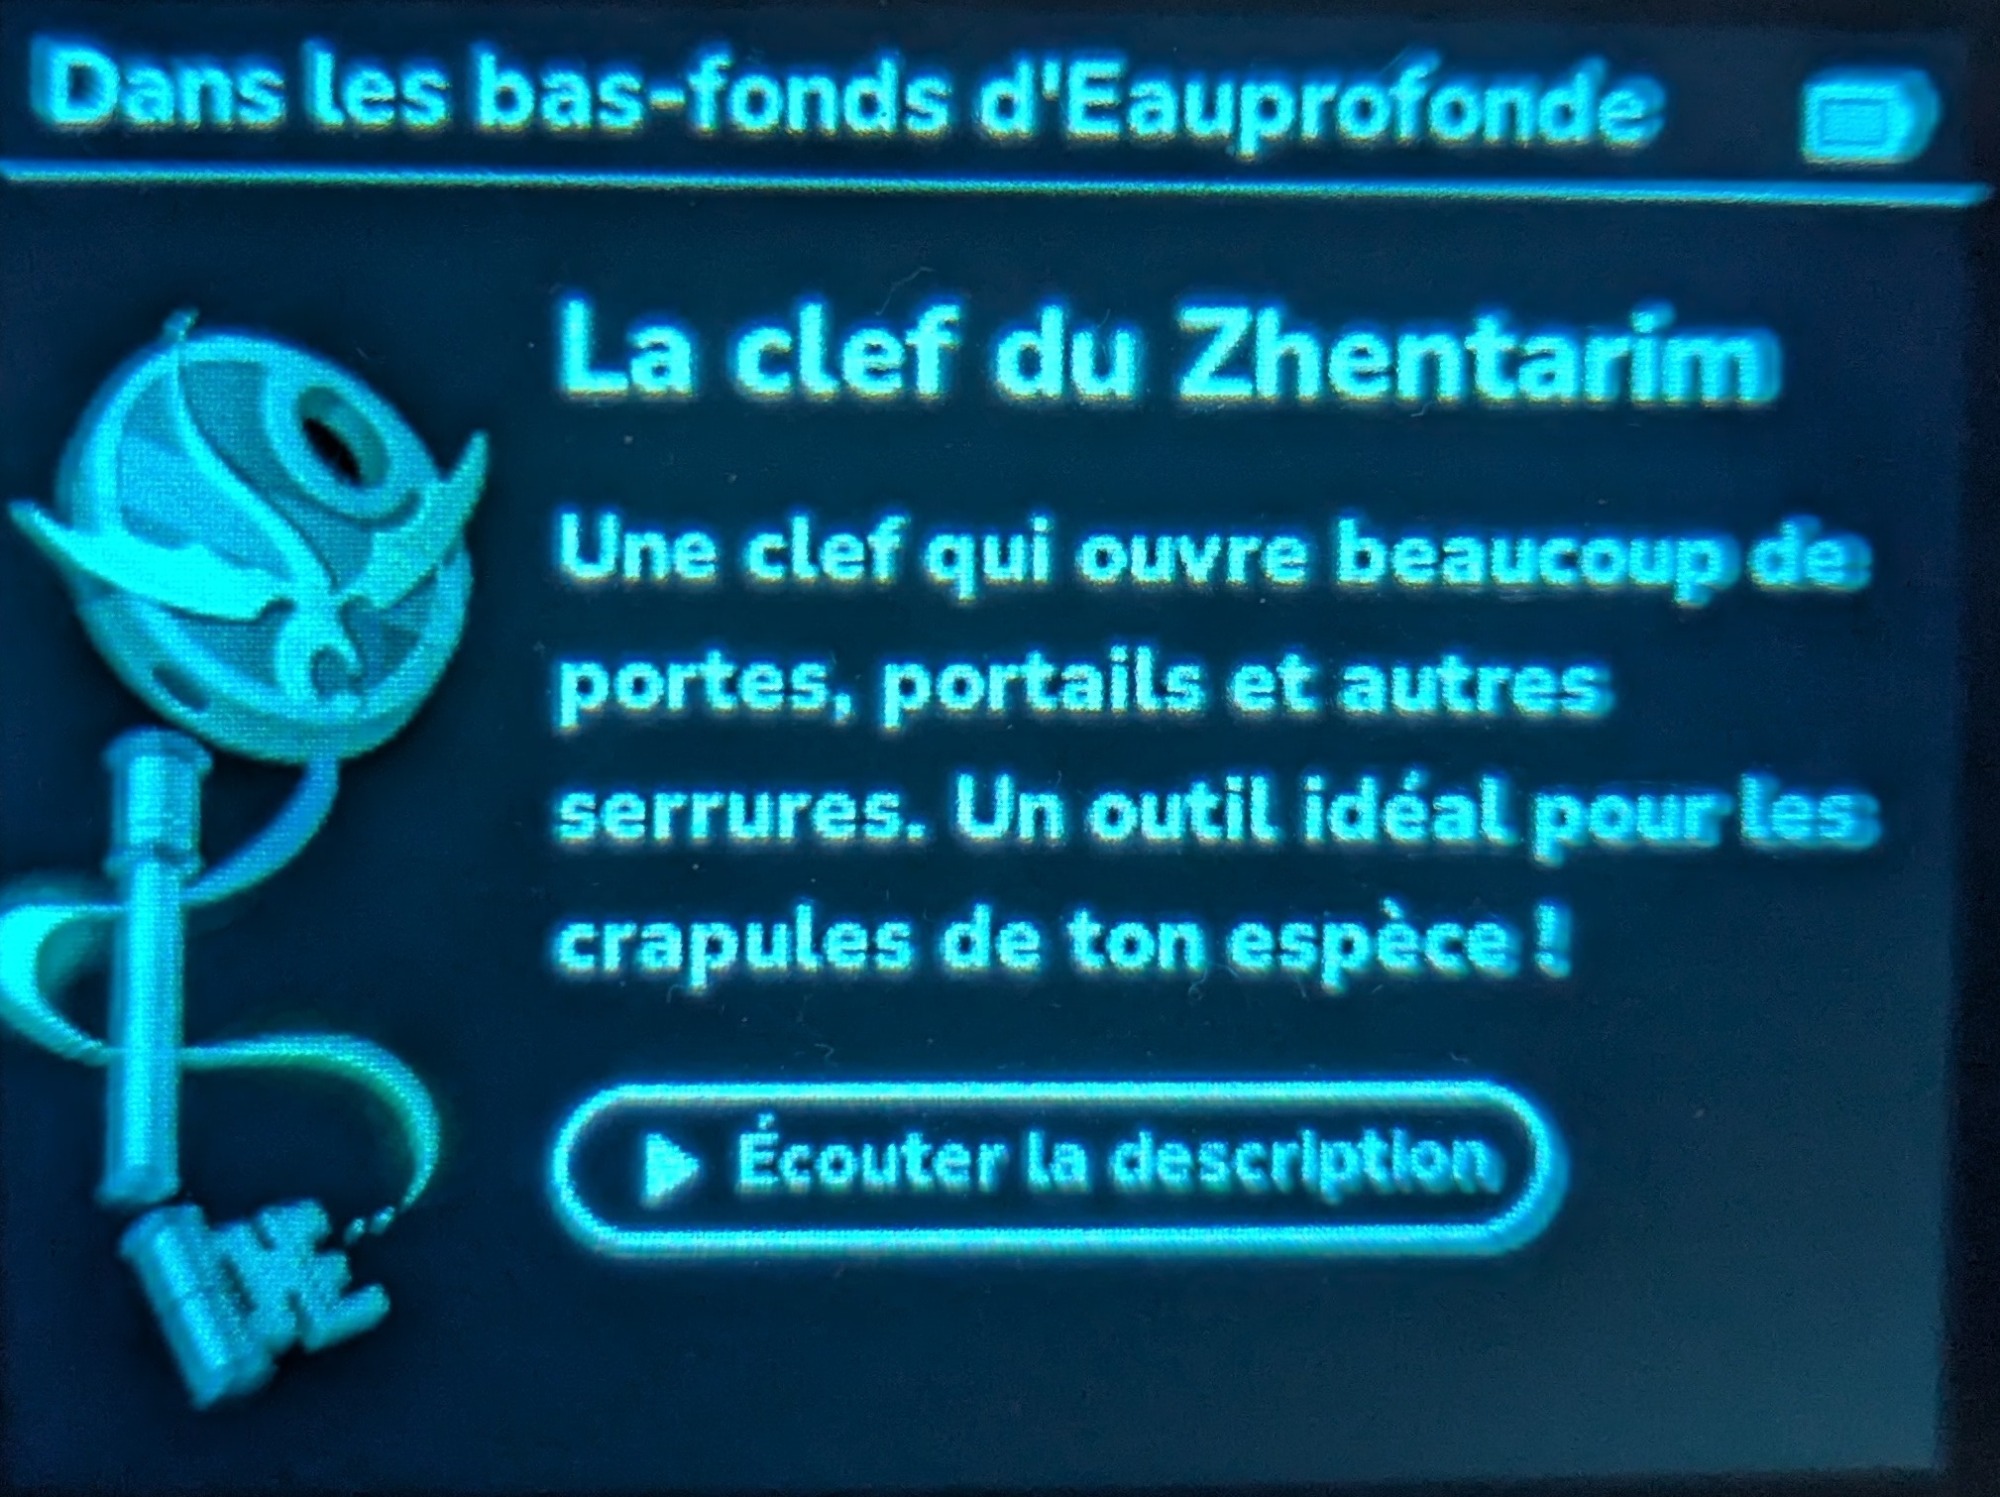 Dans les bas-fonds d'Eauprofonde
La clef du Zhentarim
Une clef qui ouvre beaucoup de
portes, portails et autres
serrures. Un outil idéal pour les
crapules de ton espèce !
Écouter la description